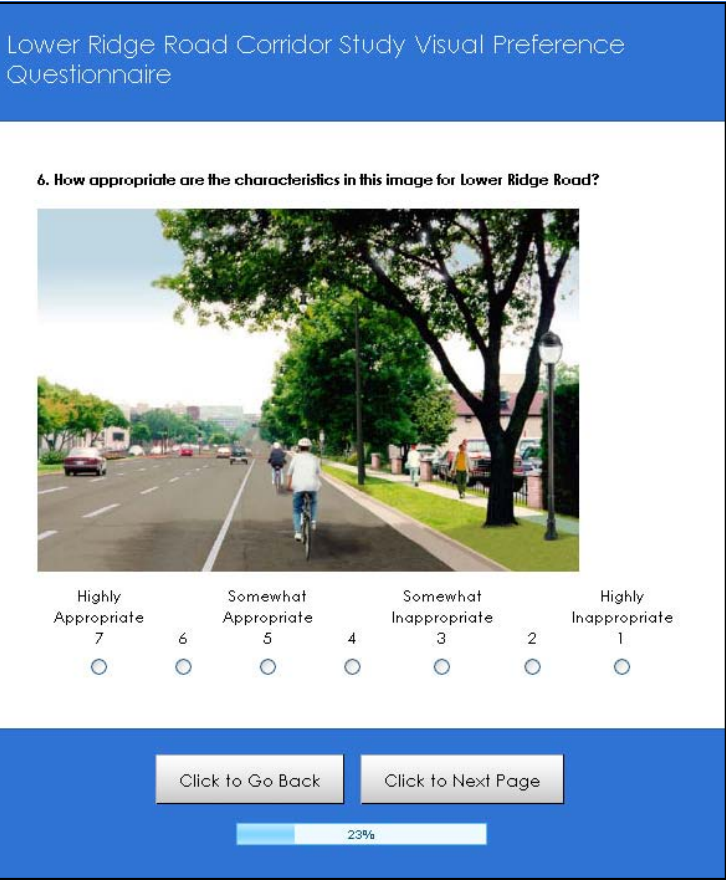 Lower Ridge Road Corridor Study Visual Preference
Questionnaire
6. How appropriate are the characteristics in this image for Lower Ridge Road?
Highly Somewhat Somewhat Highly
Appropriate Appropriate Inappropriate Inappropriate
7 6 5 4 3 2 1
Click to Go Back Click to Next Page
23%